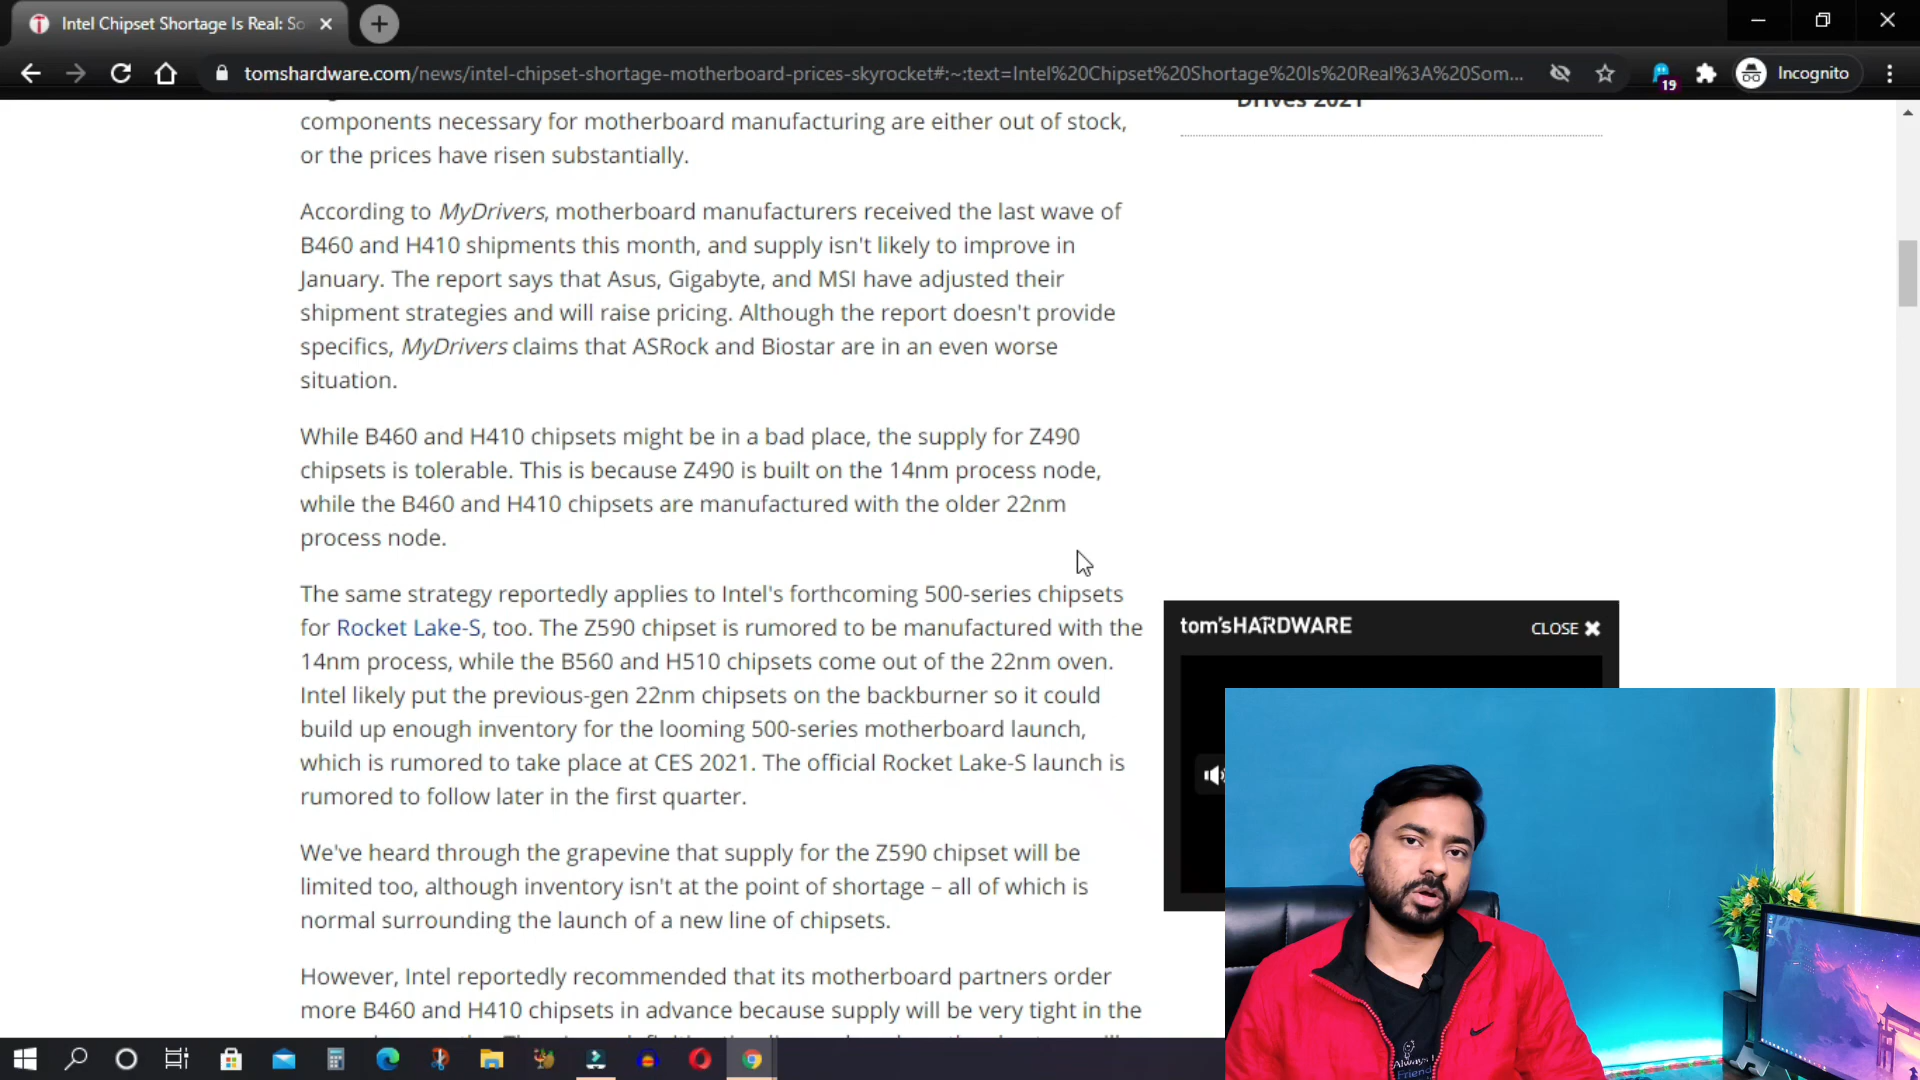 Intel Chipset Shortage Is Real: So
tomshardware.com/news/intel-chipset-shortage-motherboard-prices-skyrocket#:~:text=Intel%20Chipset%20Shortage%20Is%20Real%3A%20Som...
19
Incognito
components necessary for motherboard manufacturing are either out of stock,
or the prices have risen substantially.
According to MyDrivers, motherboard manufacturers received the last wave of
B460 and H410 shipments this month, and supply isn't likely to improve in
January. The report says that Asus, Gigabyte, and MSI have adjusted their
shipment strategies and will raise pricing. Although the report doesn't provide
specifics, MyDrivers claims that ASRock and Biostar are in an even worse
situation.
While B460 and H410 chipsets might be in a bad place, the supply for Z490
chipsets is tolerable. This is because Z490 is built on the 14nm process node,
while the B460 and H410 chipsets are manufactured with the older 22nm
process node.
The same strategy reportedly applies to Intel's forthcoming 500-series chipsets
for Rocket Lake-S, too. The Z590 chipset is rumored to be manufactured with the
14nm process, while the B560 and H510 chipsets come out of the 22nm oven.
Intel likely put the previous-gen 22nm chipsets on the backburner so it could
build up enough inventory for the looming 500-series motherboard launch,
which is rumored to take place at CES 2021. The official Rocket Lake-S launch is
rumored to follow later in the first quarter.
We've heard through the grapevine that supply for the Z590 chipset will be
limited too, although inventory isn't at the point of shortage – all of which is
normal surrounding the launch of a new line of chipsets.
However, Intel reportedly recommended that its motherboard partners order
more B460 and H410 chipsets in advance because supply will be very tight in the
Drives 2021
tom'sHARDWARE
CLOSE
Always
Friend